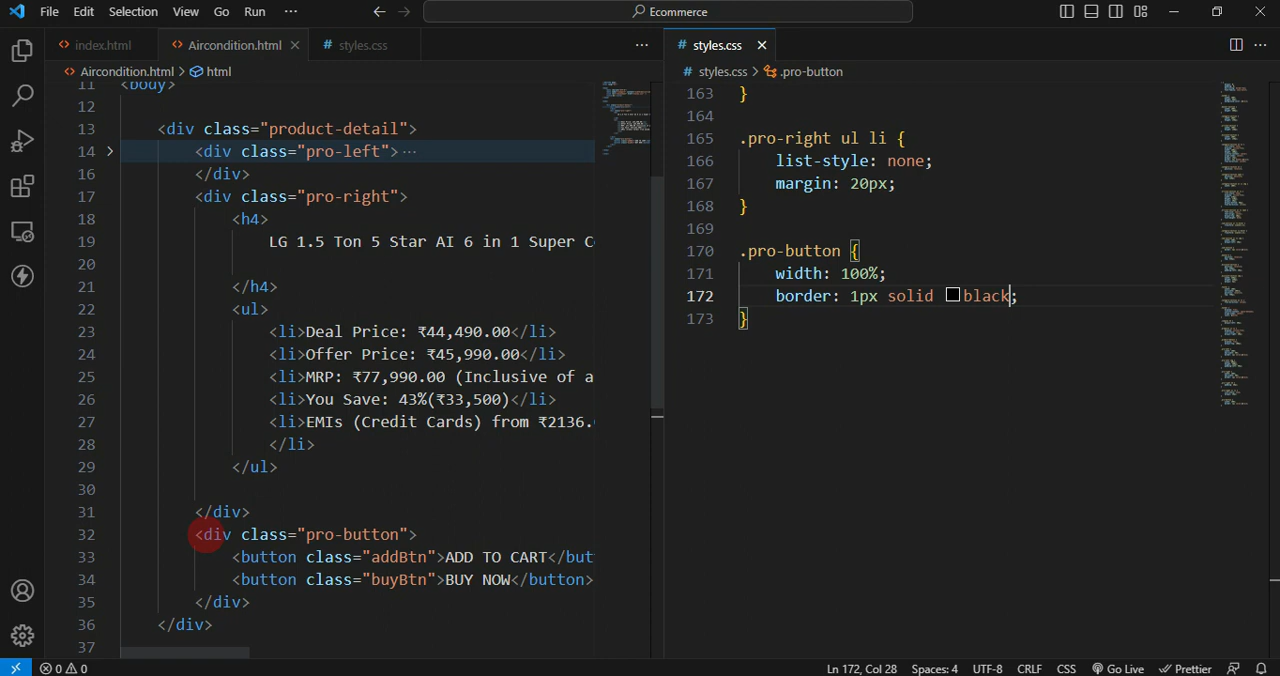 File Edit Selection View Go Run ··· Ecommerce
index.html Aircondition.html styles.css ··· styles.css ···
Aircondition.html > html
11 <body>
12
13 <div class="product-detail">
14 <div class="pro-left"> ···
16 </div>
17 <div class="pro-right">
18 <h4>
19 LG 1.5 Ton 5 Star AI 6 in 1 Super C
20
21 </h4>
22 <ul>
23 <li>Deal Price: ₹44,490.00</li>
24 <li>Offer Price: ₹45,990.00</li>
25 <li>MRP: ₹77,990.00 (Inclusive of a
26 <li>You Save: 43%(₹33,500)</li>
27 <li>EMIs (Credit Cards) from ₹2136.
28 </li>
29 </ul>
30
31 </div>
32 <div class="pro-button">
33 <button class="addBtn">ADD TO CART</but
34 <button class="buyBtn">BUY NOW</button>
35 </div>
36 </div>
37
styles.css > .pro-button
163 }
164
165 .pro-right ul li {
166 list-style: none;
167 margin: 20px;
168 }
169
170 .pro-button {
171 width: 100%;
172 border: 1px solid black;
173 }
0 0 Ln 172, Col 28 Spaces: 4 UTF-8 CRLF CSS Go Live Prettier